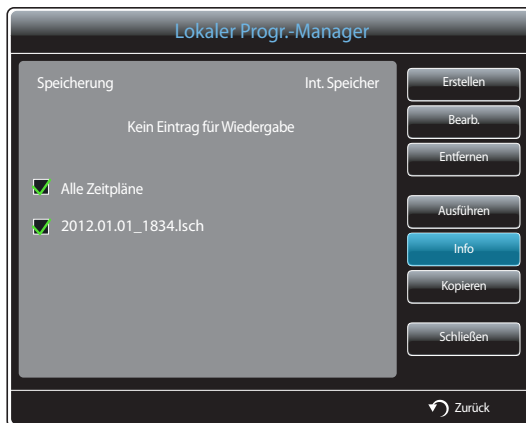 Lokaler Progr.-Manager
Speicherung Int. Speicher
Kein Eintrag für Wiedergabe
Alle Zeitpläne
2012.01.01_1834.lsch
Erstellen
Bearb.
Entfernen
Ausführen
Info
Kopieren
Schließen
Zurück